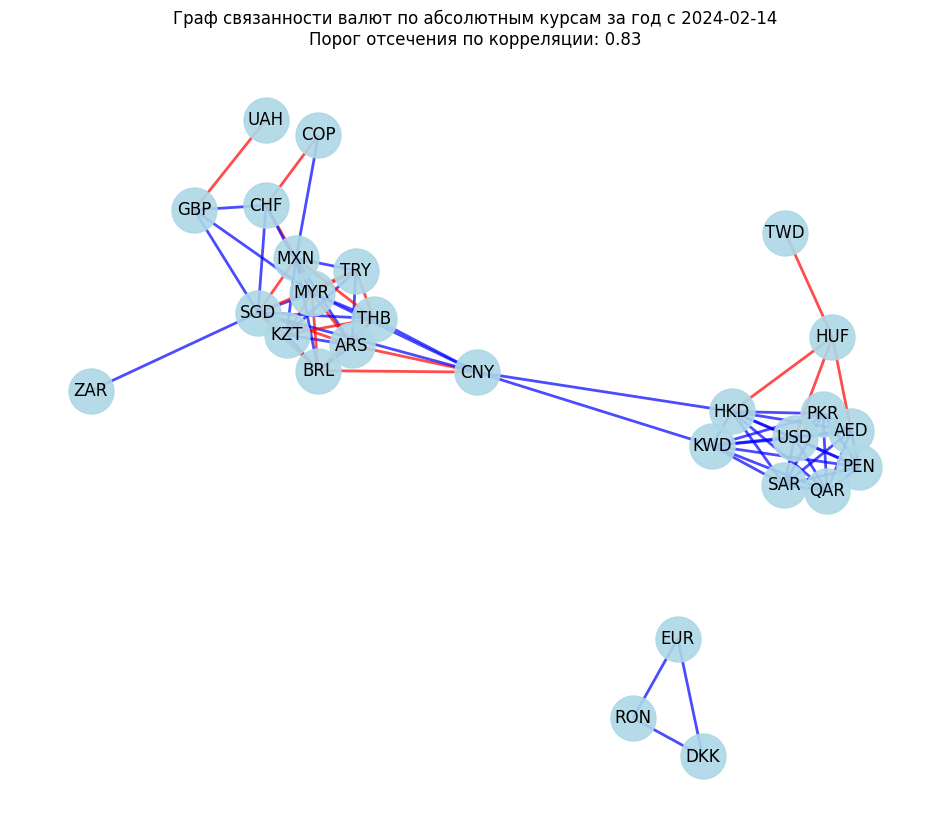 Граф связанности валют по абсолютным курсам за год с 2024-02-14
Порог отсечения по корреляции: 0.83
UAH
COP
CHF
GBP
TWD
MXN
TRY
MYR
SGD
THB
KZT
HUF
ARS
BRL
CNY
ZAR
HKD
PKR
AED
USD
KWD
PEN
SAR
QAR
EUR
RON
DKK